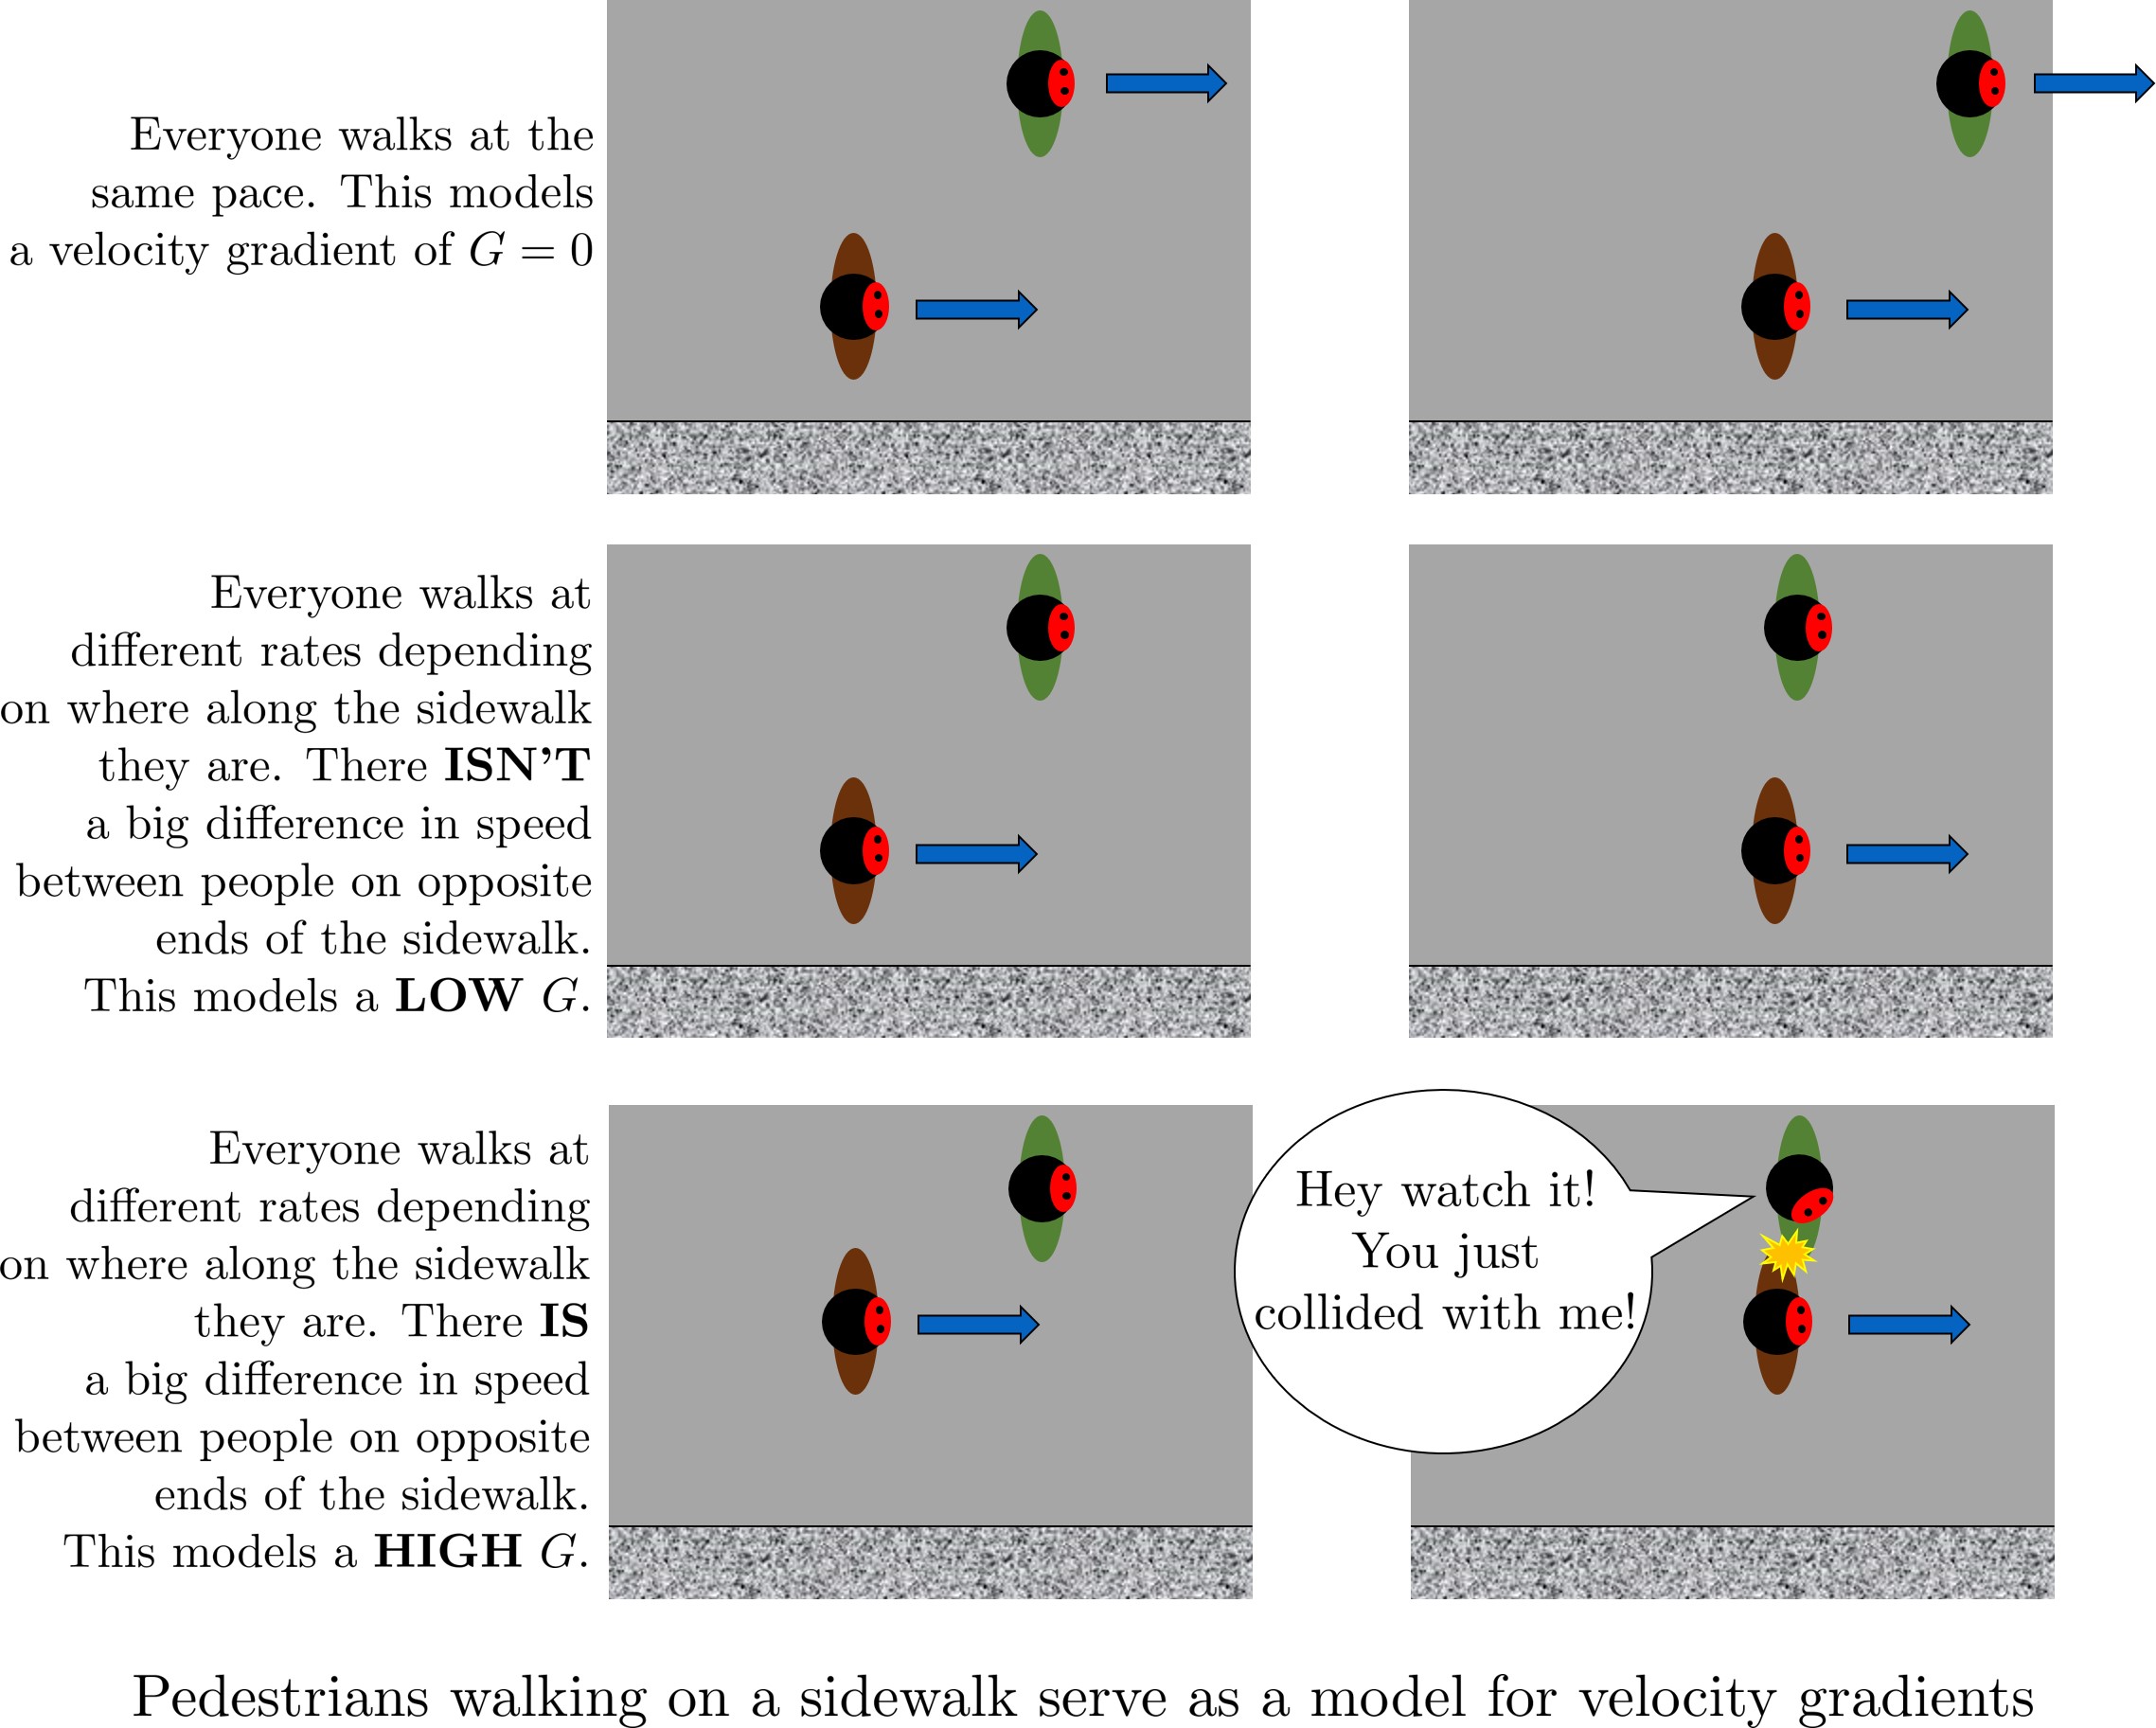 Everyone walks at the
same pace. This models
a velocity gradient of G = 0
Everyone walks at
different rates depending
on where along the sidewalk
they are. There ISN'T
a big difference in speed
between people on opposite
ends of the sidewalk.
This models a LOW G.
Everyone walks at
different rates depending
on where along the sidewalk
they are. There IS
a big difference in speed
between people on opposite
ends of the sidewalk.
This models a HIGH G.
Hey watch it!
You just
collided with me!
Pedestrians walking on a sidewalk serve as a model for velocity gradients